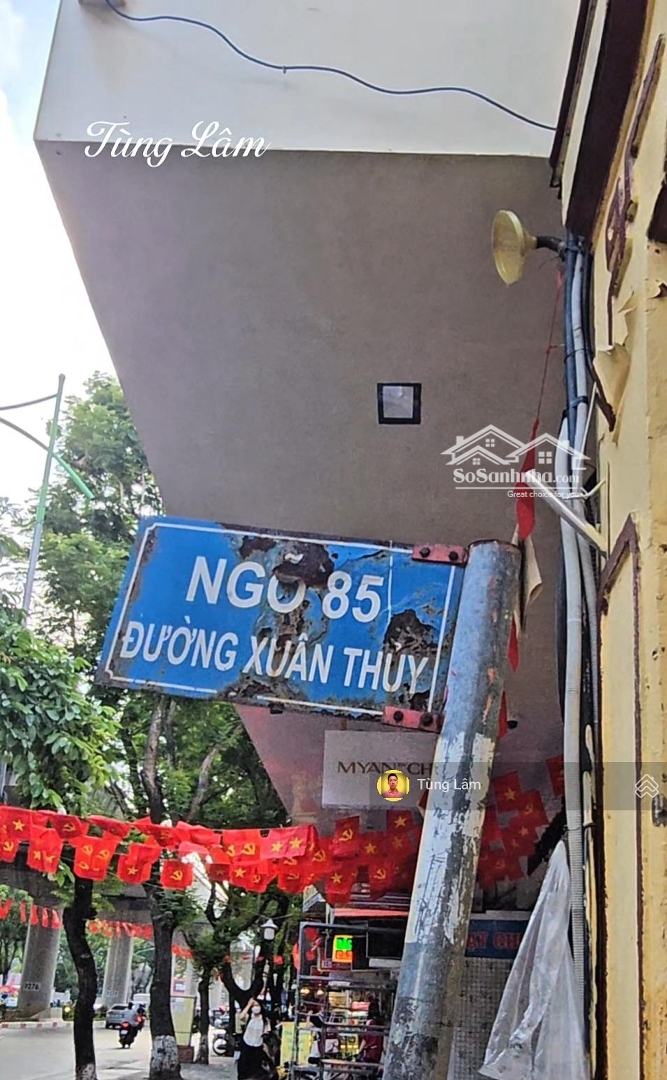 Tùng Lâm
SoSanhnha.com
Great choice for you
NGÕ 85
ĐƯỜNG XUÂN THỦY
Tùng Lâm